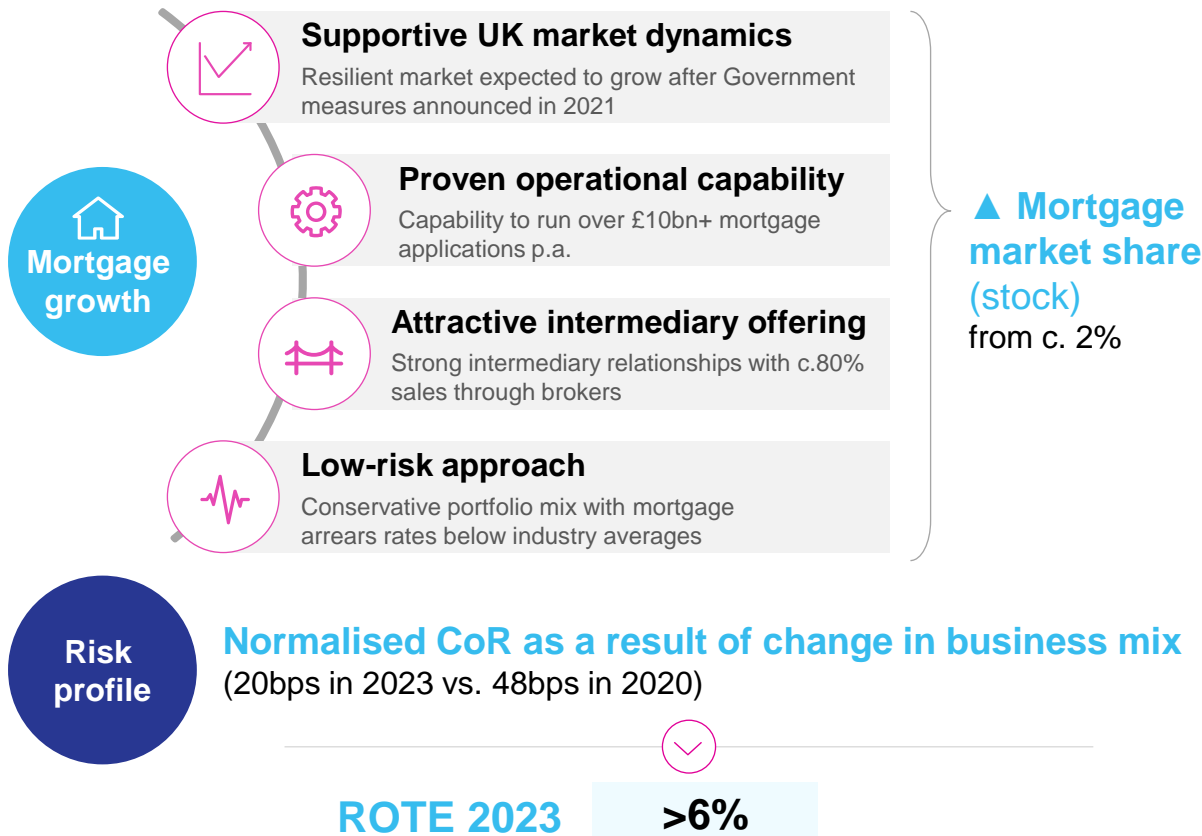 Supportive UK market dynamics
Resilient market expected to grow after Government
measures announced in 2021
Proven operational capability
Capability to run over £10bn+ mortgage
applications p.a.
Mortgage
growth
Attractive intermediary offering
Strong intermediary relationships with c.80%
sales through brokers
Low-risk approach
Conservative portfolio mix with mortgage
arrears rates below industry averages
▲ Mortgage
market share
(stock)
from c. 2%
Risk
profile
Normalised CoR as a result of change in business mix
(20bps in 2023 vs. 48bps in 2020)
ROTE 2023 >6%